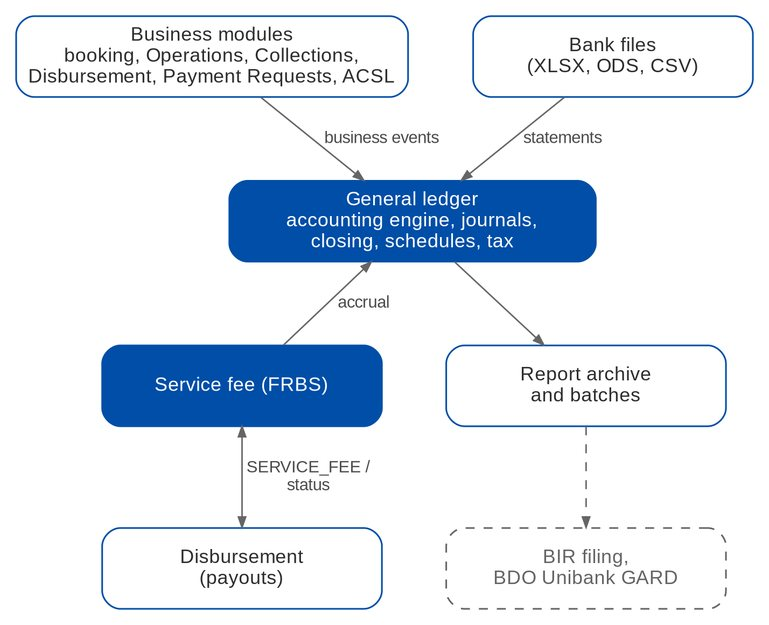 Business modules
booking, Operations, Collections,
Disbursement, Payment Requests, ACSL
Bank files
(XLSX, ODS, CSV)
business events
statements
General ledger
accounting engine, journals,
closing, schedules, tax
accrual
Service fee (FRBS)
Report archive
and batches
SERVICE_FEE /
status
Disbursement
(payouts)
BIR filing,
BDO Unibank GARD